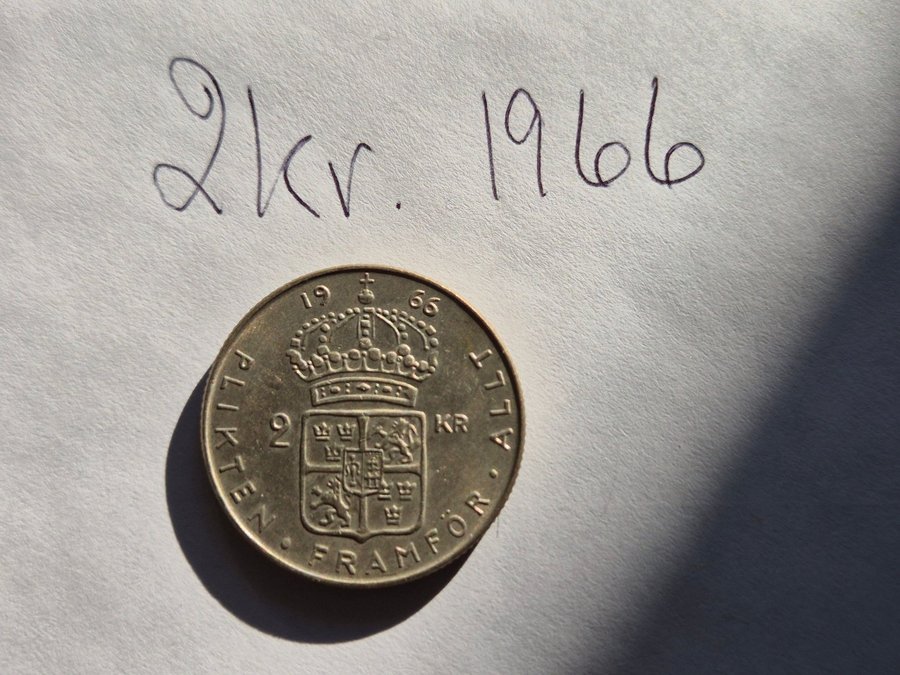 2kr. 1966
19 66
2 KR
PLIKTEN · FRAMFÖR · ALLT